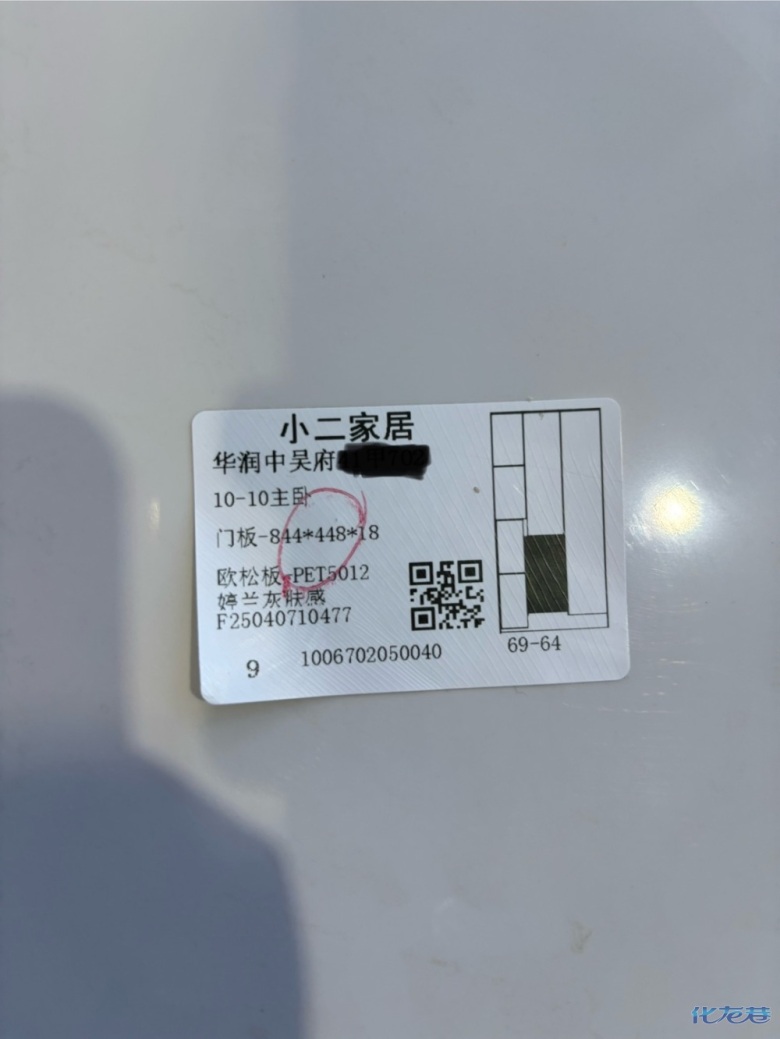 小二家居
华润中吴府
10-10主卧
门板-844*448*18
欧松板-PET5012
婷兰灰肤感
F25040710477
9
1006702050040
69-64
化龙巷